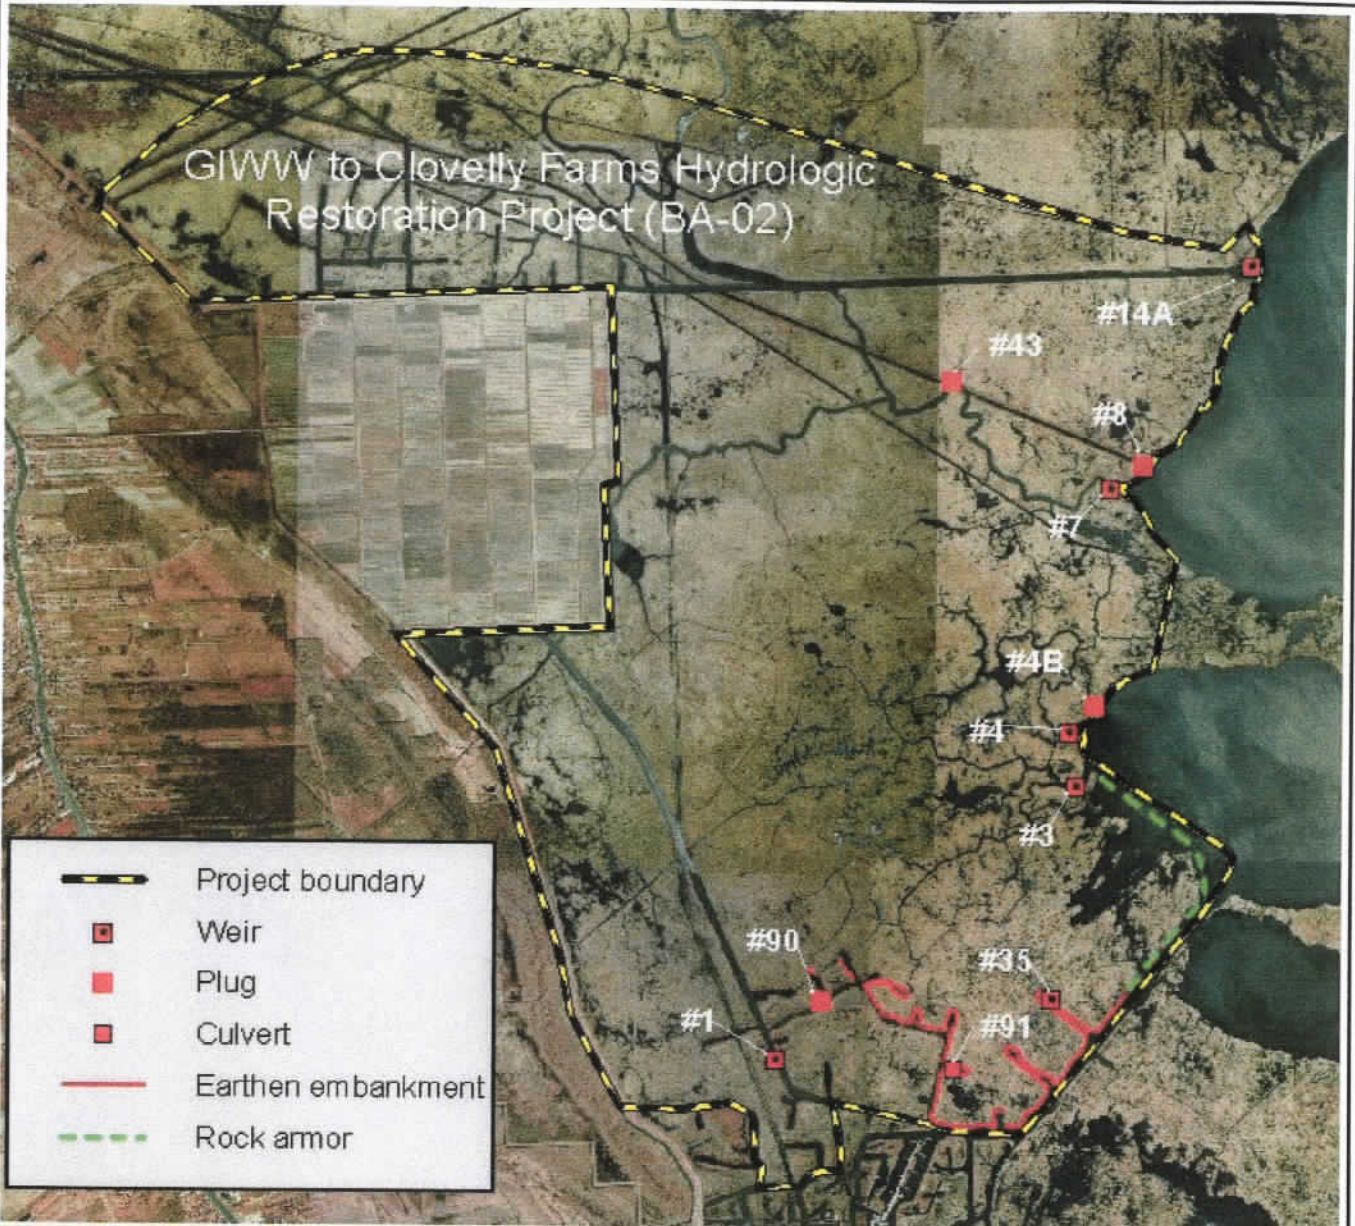 GIWW to Clovelly Farms Hydrologic
Restoration Project (BA-02)
#14A
#43
#8
#7
#4B
#4
#3
#90
#35
#1
#91
Project boundary
Weir
Plug
Culvert
Earthen embankment
Rock armor